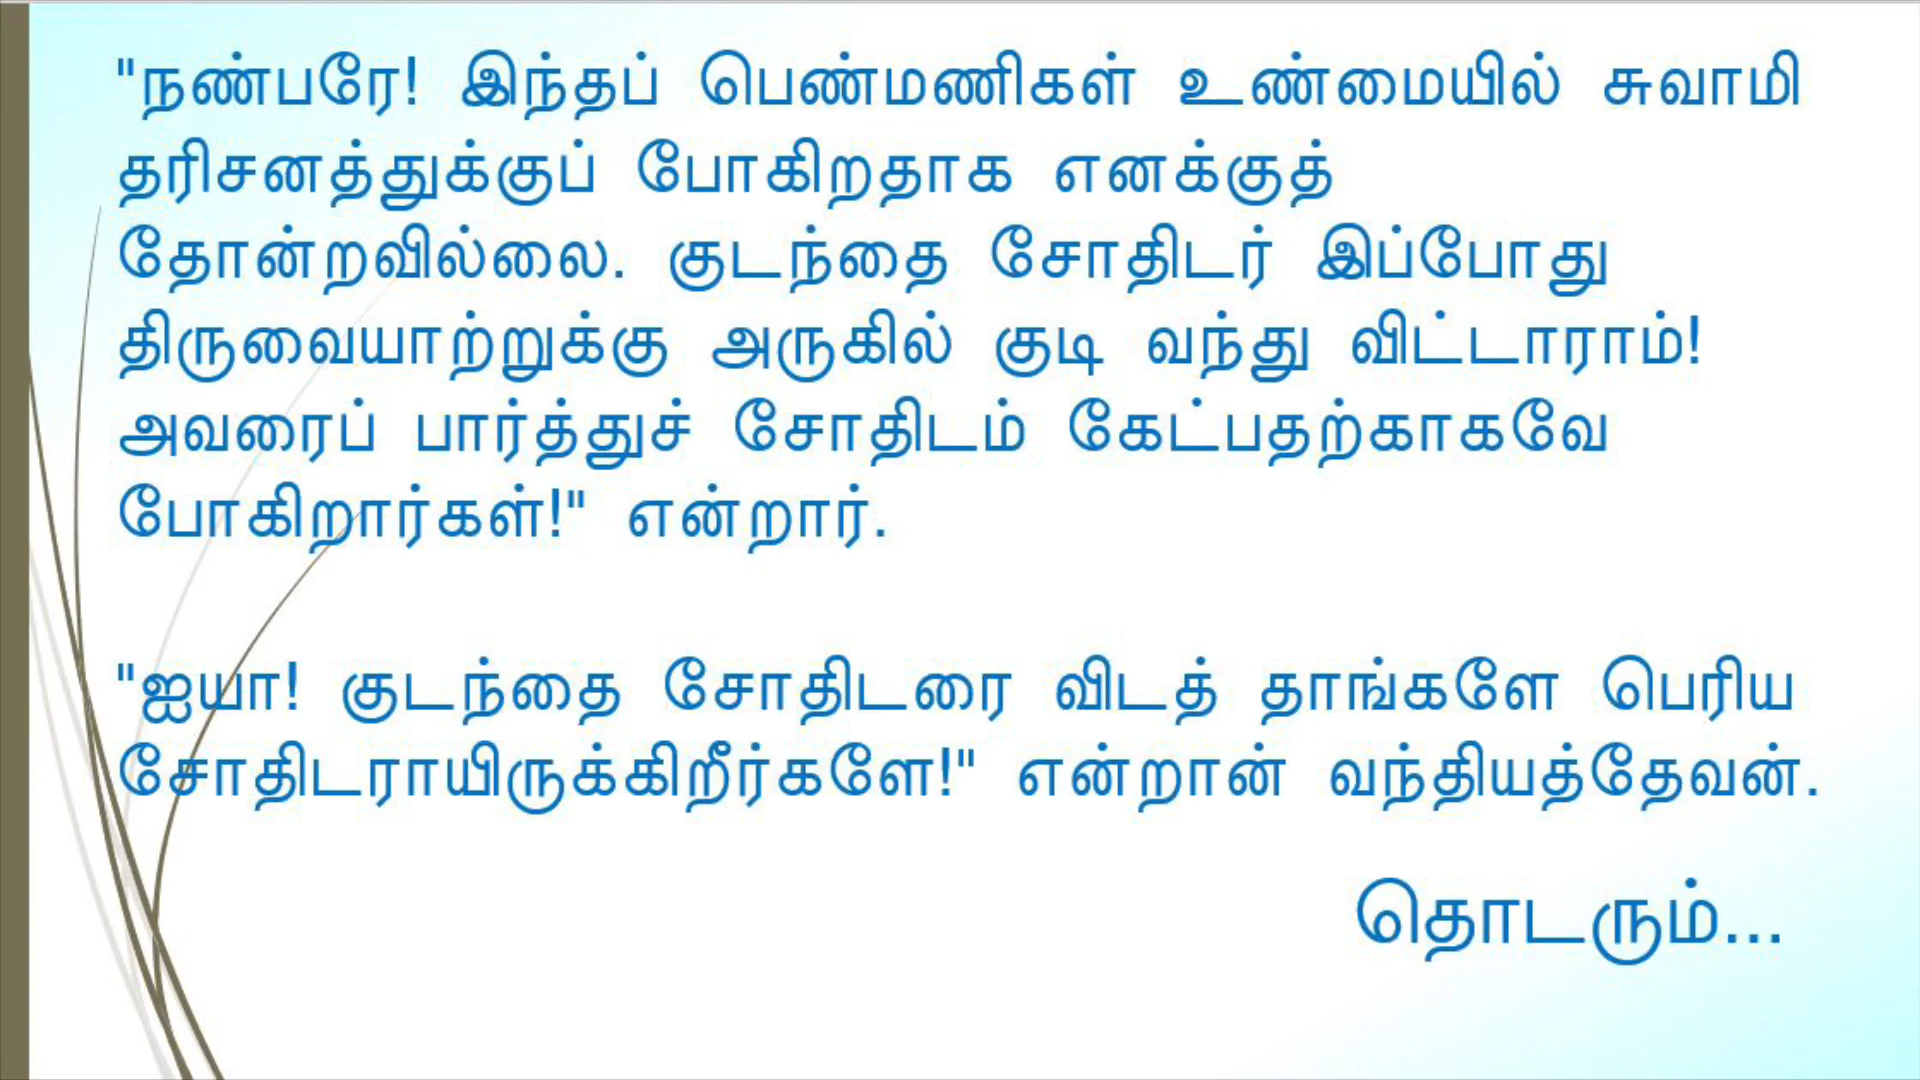 "நண்பரே! இந்தப் பெண்மணிகள் உண்மையில் சுவாமி
தரிசனத்துக்குப் போகிறதாக எனக்குத்
தோன்றவில்லை. குடந்தை சோதிடர் இப்போது
திருவையாற்றுக்கு அருகில் குடி வந்து விட்டாராம்!
அவரைப் பார்த்துச் சோதிடம் கேட்பதற்காகவே
போகிறார்கள்!" என்றார்.
"ஐயா! குடந்தை சோதிடரை விடத் தாங்களே பெரிய
சோதிடராயிருக்கிறீர்களே!" என்றான் வந்தியத்தேவன்.
தொடரும்...